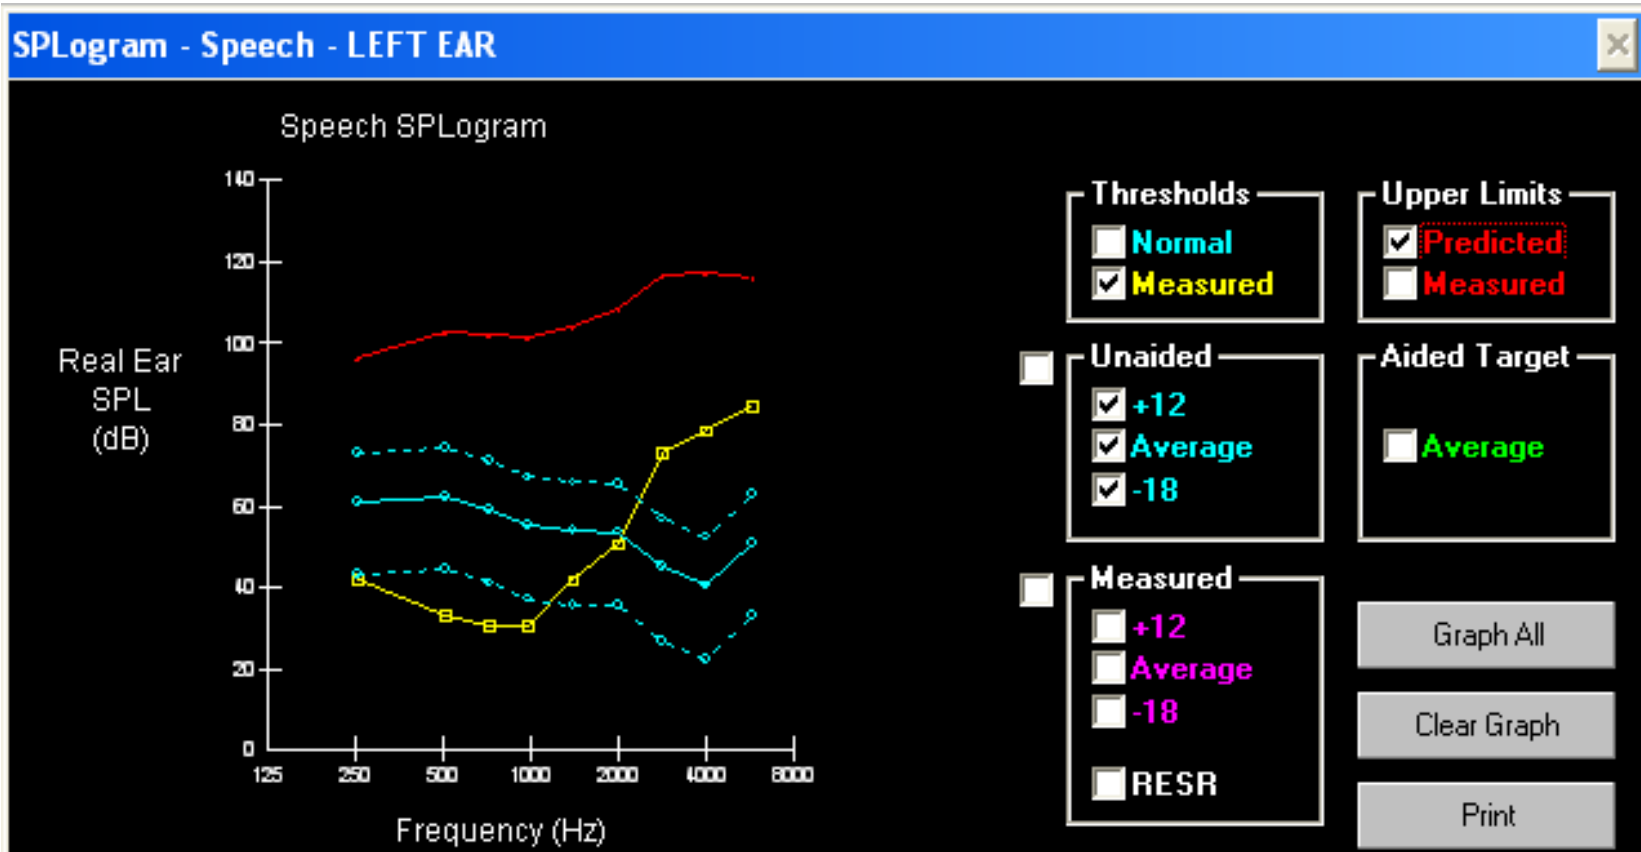 SPLogram - Speech - LEFT EAR
Speech SPLogram
Real Ear
SPL
(dB)
140
120
100
80
60
40
20
0
125 250 500 1000 2000 4000 8000
Frequency (Hz)
Thresholds
Normal
Measured
Upper Limits
Predicted
Measured
Unaided
+12
Average
-18
Aided Target
Average
Measured
+12
Average
-18
RESR
Graph All
Clear Graph
Print